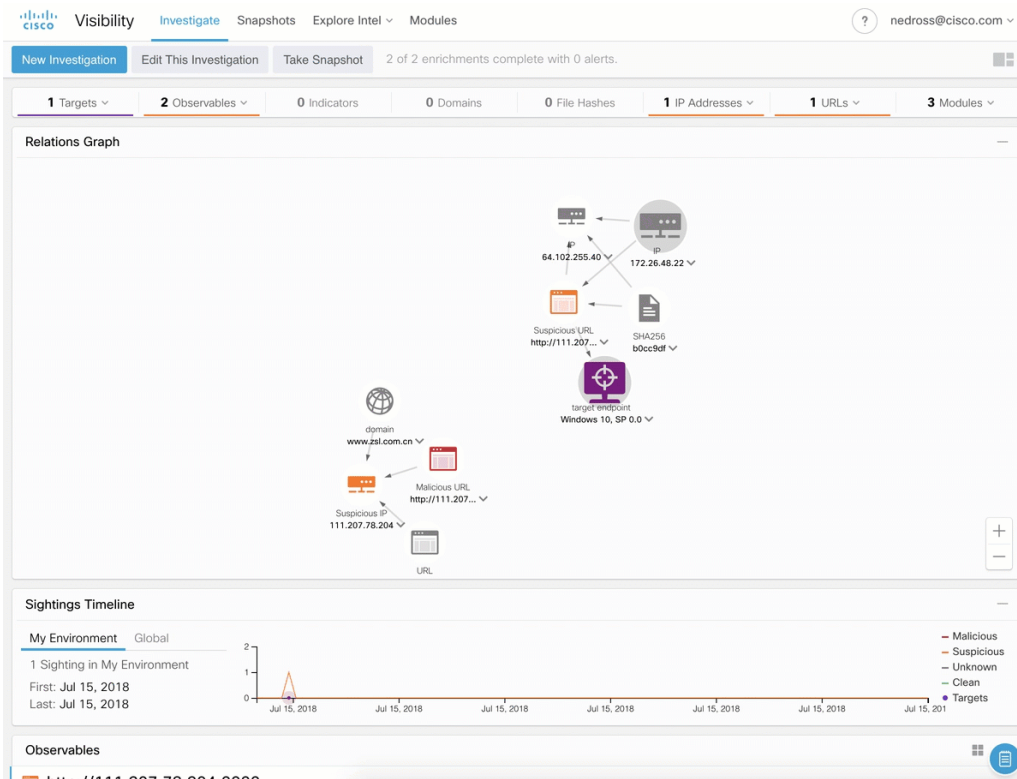 CISCO Visibility Investigate Snapshots Explore Intel Modules ? nedross@cisco.com
New Investigation Edit This Investigation Take Snapshot 2 of 2 enrichments complete with 0 alerts.
1 Targets 2 Observables 0 Indicators 0 Domains 0 File Hashes 1 IP Addresses 1 URLs 3 Modules
Relations Graph
IP
64.102.255.40
IP
172.26.48.22
Suspicious URL
http://111.207...
SHA256
b0cc9df
target endpoint
Windows 10, SP 0.0
domain
www.zsl.com.cn
Malicious URL
http://111.207...
Suspicious IP
111.207.78.204
URL
Sightings Timeline
My Environment Global
1 Sighting in My Environment
First: Jul 15, 2018
Last: Jul 15, 2018
2
1
0
Jul 15, 2018 Jul 15, 2018 Jul 15, 2018 Jul 15, 2018 Jul 15, 2018 Jul 15, 2018 Jul 15, 201
Malicious
Suspicious
Unknown
Clean
Targets
Observables